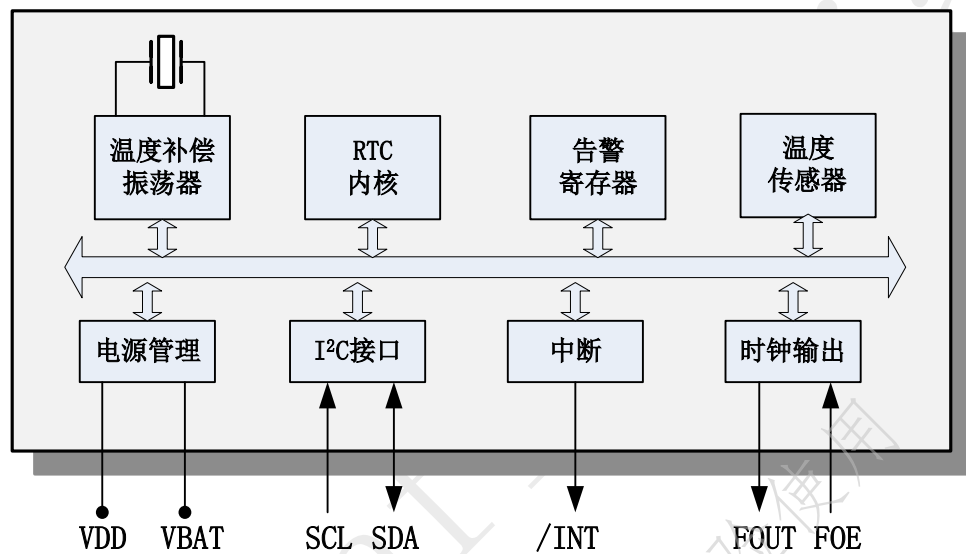 温度补偿
振荡器
RTC
内核
告警
寄存器
温度
传感器
电源管理
I²C接口
中断
时钟输出
VDD VBAT SCL SDA /INT FOUT FOE